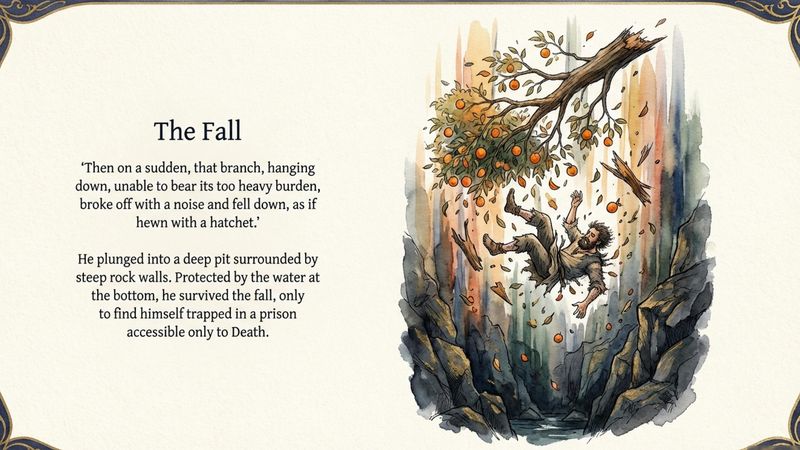 The Fall
‘Then on a sudden, that branch, hanging
down, unable to bear its too heavy burden,
broke off with a noise and fell down, as if
hewn with a hatchet.’
He plunged into a deep pit surrounded by
steep rock walls. Protected by the water at
the bottom, he survived the fall, only
to find himself trapped in a prison
accessible only to Death.